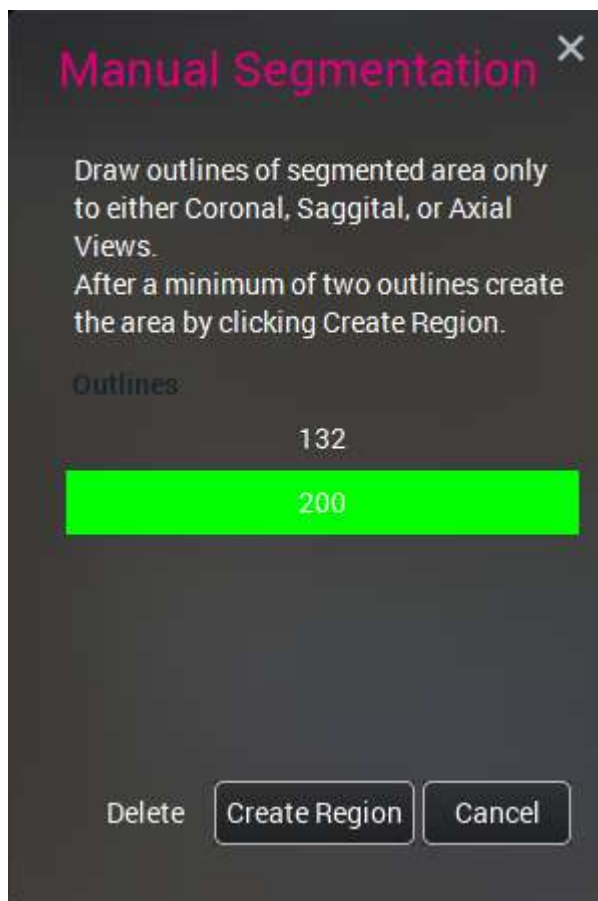 Manual Segmentation
Draw outlines of segmented area only
to either Coronal, Saggital, or Axial
Views.
After a minimum of two outlines create
the area by clicking Create Region.
Outlines
132
200
Delete Create Region Cancel